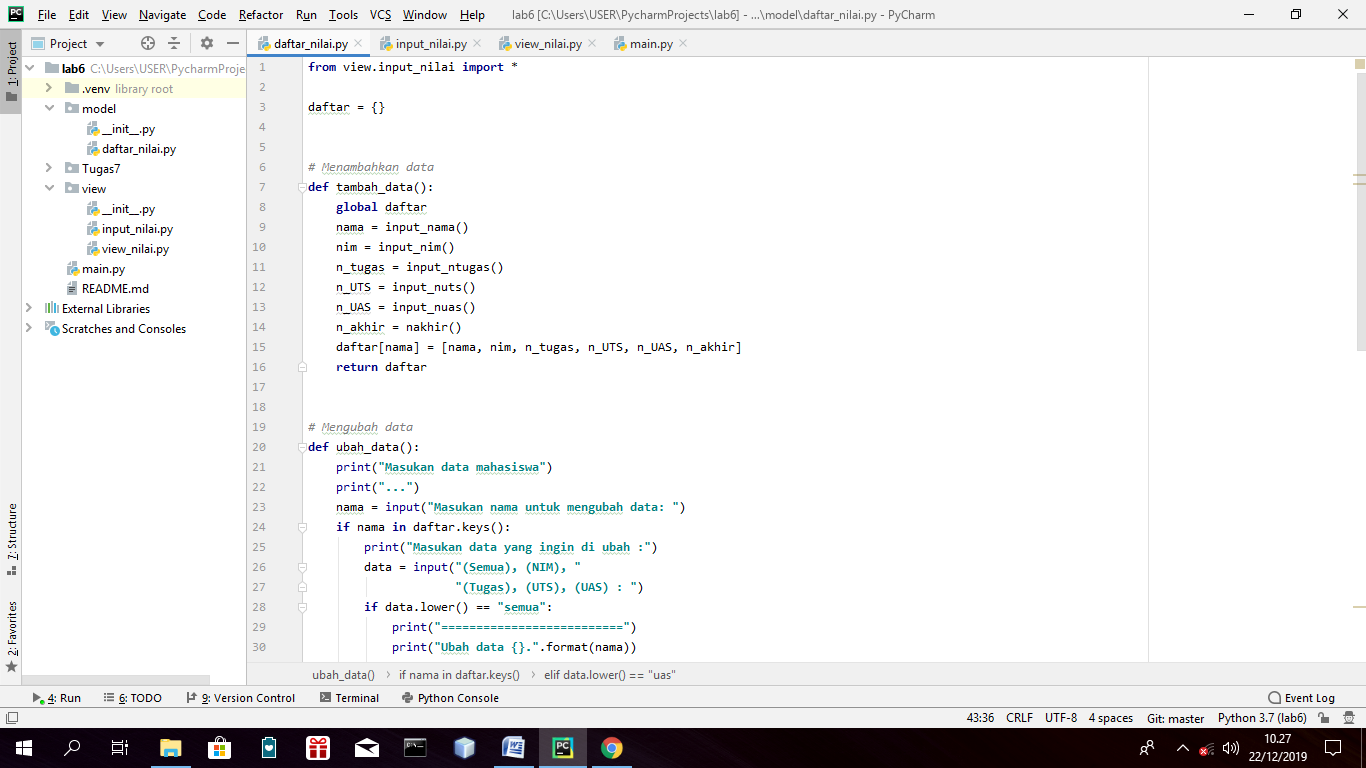 File Edit View Navigate Code Refactor Run Tools VCS Window Help lab6 [C:\Users\USER\PycharmProjects\lab6] - ...\model\daftar_nilai.py - PyCharm
Project
daftar_nilai.py input_nilai.py view_nilai.py main.py
1: Project
7: Structure
2: Favorites
lab6 C:\Users\USER\PycharmProje
.venv library root
model
__init__.py
daftar_nilai.py
Tugas7
view
__init__.py
input_nilai.py
view_nilai.py
main.py
README.md
External Libraries
Scratches and Consoles
1 from view.input_nilai import *
2
3 daftar = {}
4
5
6 # Menambahkan data
7 def tambah_data():
8     global daftar
9     nama = input_nama()
10     nim = input_nim()
11     n_tugas = input_ntugas()
12     n_UTS = input_nuts()
13     n_UAS = input_nuas()
14     n_akhir = nakhir()
15     daftar[nama] = [nama, nim, n_tugas, n_UTS, n_UAS, n_akhir]
16     return daftar
17
18
19 # Mengubah data
20 def ubah_data():
21     print("Masukan data mahasiswa")
22     print("...")
23     nama = input("Masukan nama untuk mengubah data: ")
24     if nama in daftar.keys():
25         print("Masukan data yang ingin di ubah :")
26         data = input("(Semua), (NIM), "
27                      "(Tugas), (UTS), (UAS) : ")
28         if data.lower() == "semua":
29             print("==========================")
30             print("Ubah data {}.".format(nama))
ubah_data() › if nama in daftar.keys() › elif data.lower() == "uas"
4: Run 6: TODO 9: Version Control Terminal Python Console Event Log
43:36 CRLF UTF-8 4 spaces Git: master Python 3.7 (lab6)
10.27
22/12/2019